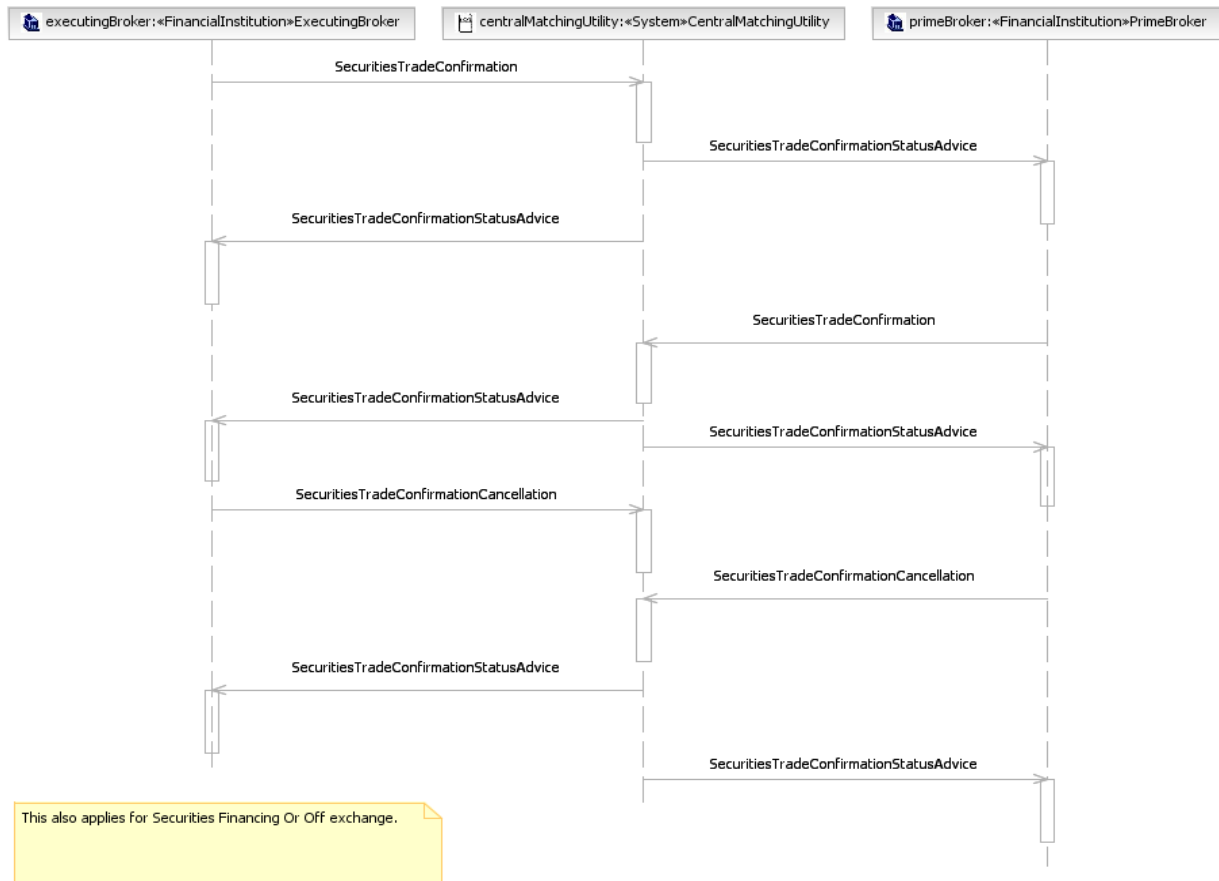 executingBroker:«FinancialInstitution»ExecutingBroker
centralMatchingUtility:«System»CentralMatchingUtility
primeBroker:«FinancialInstitution»PrimeBroker
SecuritiesTradeConfirmation
SecuritiesTradeConfirmationStatusAdvice
SecuritiesTradeConfirmationStatusAdvice
SecuritiesTradeConfirmation
SecuritiesTradeConfirmationStatusAdvice
SecuritiesTradeConfirmationStatusAdvice
SecuritiesTradeConfirmationCancellation
SecuritiesTradeConfirmationCancellation
SecuritiesTradeConfirmationStatusAdvice
SecuritiesTradeConfirmationStatusAdvice
This also applies for Securities Financing Or Off exchange.